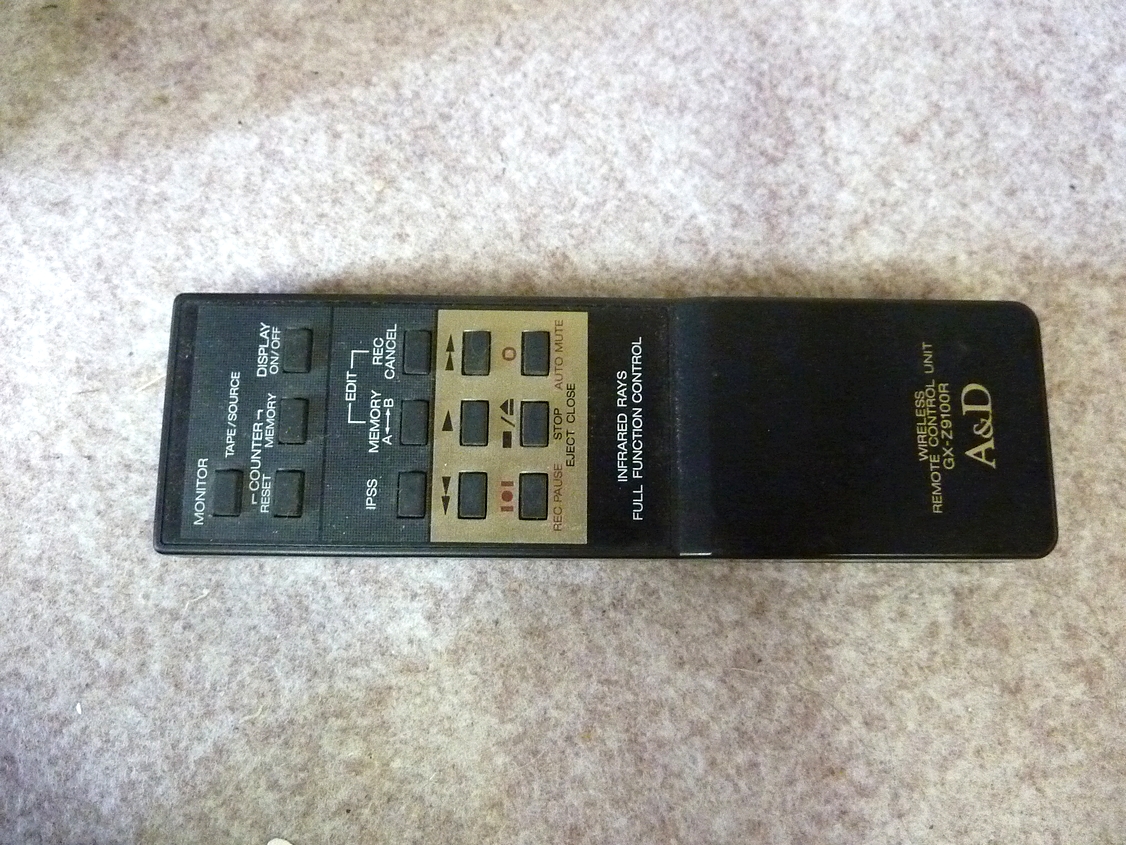 MONITOR
TAPE/SOURCE
COUNTER
RESET MEMORY
DISPLAY
ON/OFF
EDIT
IPSS
MEMORY
A↔B
REC
CANCEL
REC PAUSE
STOP
EJECT CLOSE
AUTO MUTE
INFRARED RAYS
FULL FUNCTION CONTROL
WIRELESS
REMOTE CONTROL UNIT
GX-Z9100R
A&D